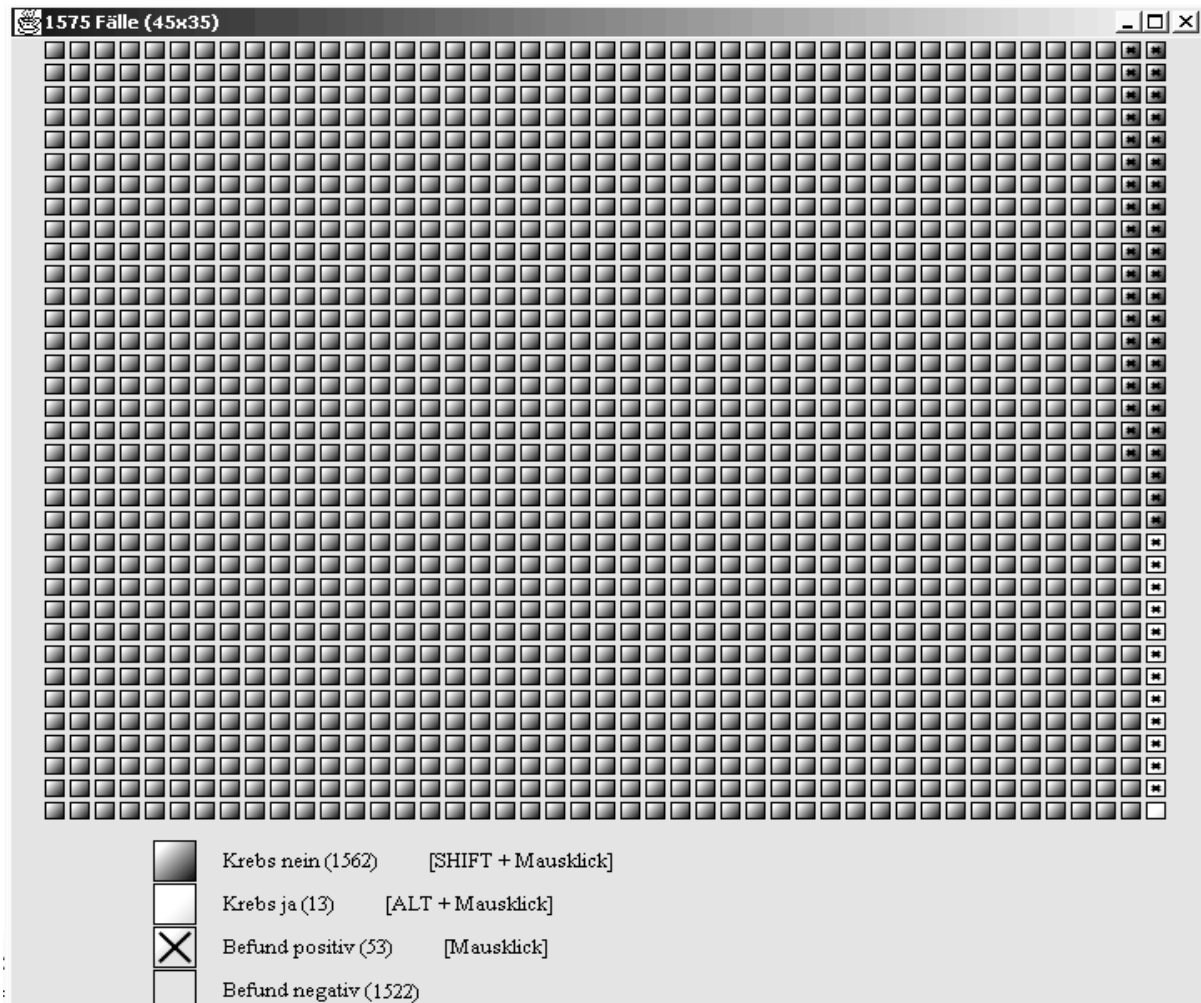 1575 Fälle (45x35)
Krebs nein (1562) [SHIFT + Mausklick]
Krebs ja (13) [ALT + Mausklick]
Befund positiv (53) [Mausklick]
Befund negativ (1522)